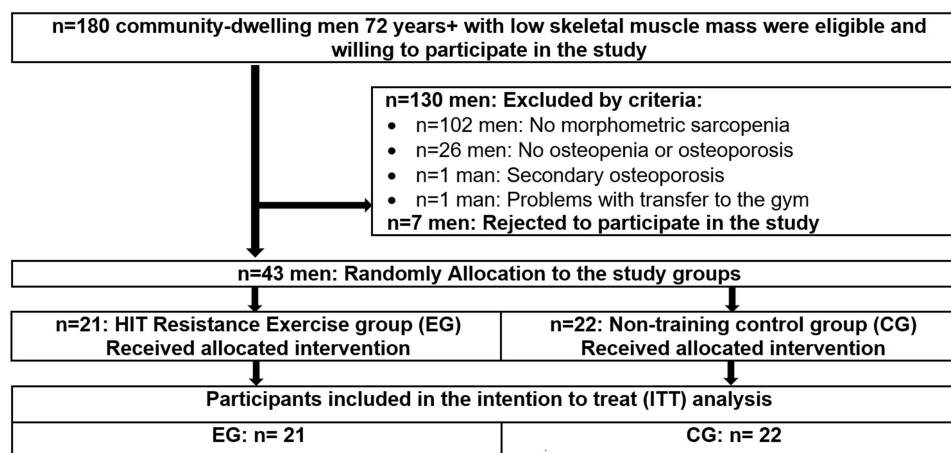 n=180 community-dwelling men 72 years+ with low skeletal muscle mass were eligible and
willing to participate in the study
n=130 men: Excluded by criteria:
• n=102 men: No morphometric sarcopenia
• n=26 men: No osteopenia or osteoporosis
• n=1 man: Secondary osteoporosis
• n=1 man: Problems with transfer to the gym
n=7 men: Rejected to participate in the study
n=43 men: Randomly Allocation to the study groups
n=21: HIT Resistance Exercise group (EG)
Received allocated intervention
n=22: Non-training control group (CG)
Received allocated intervention
Participants included in the intention to treat (ITT) analysis
EG: n= 21
CG: n= 22